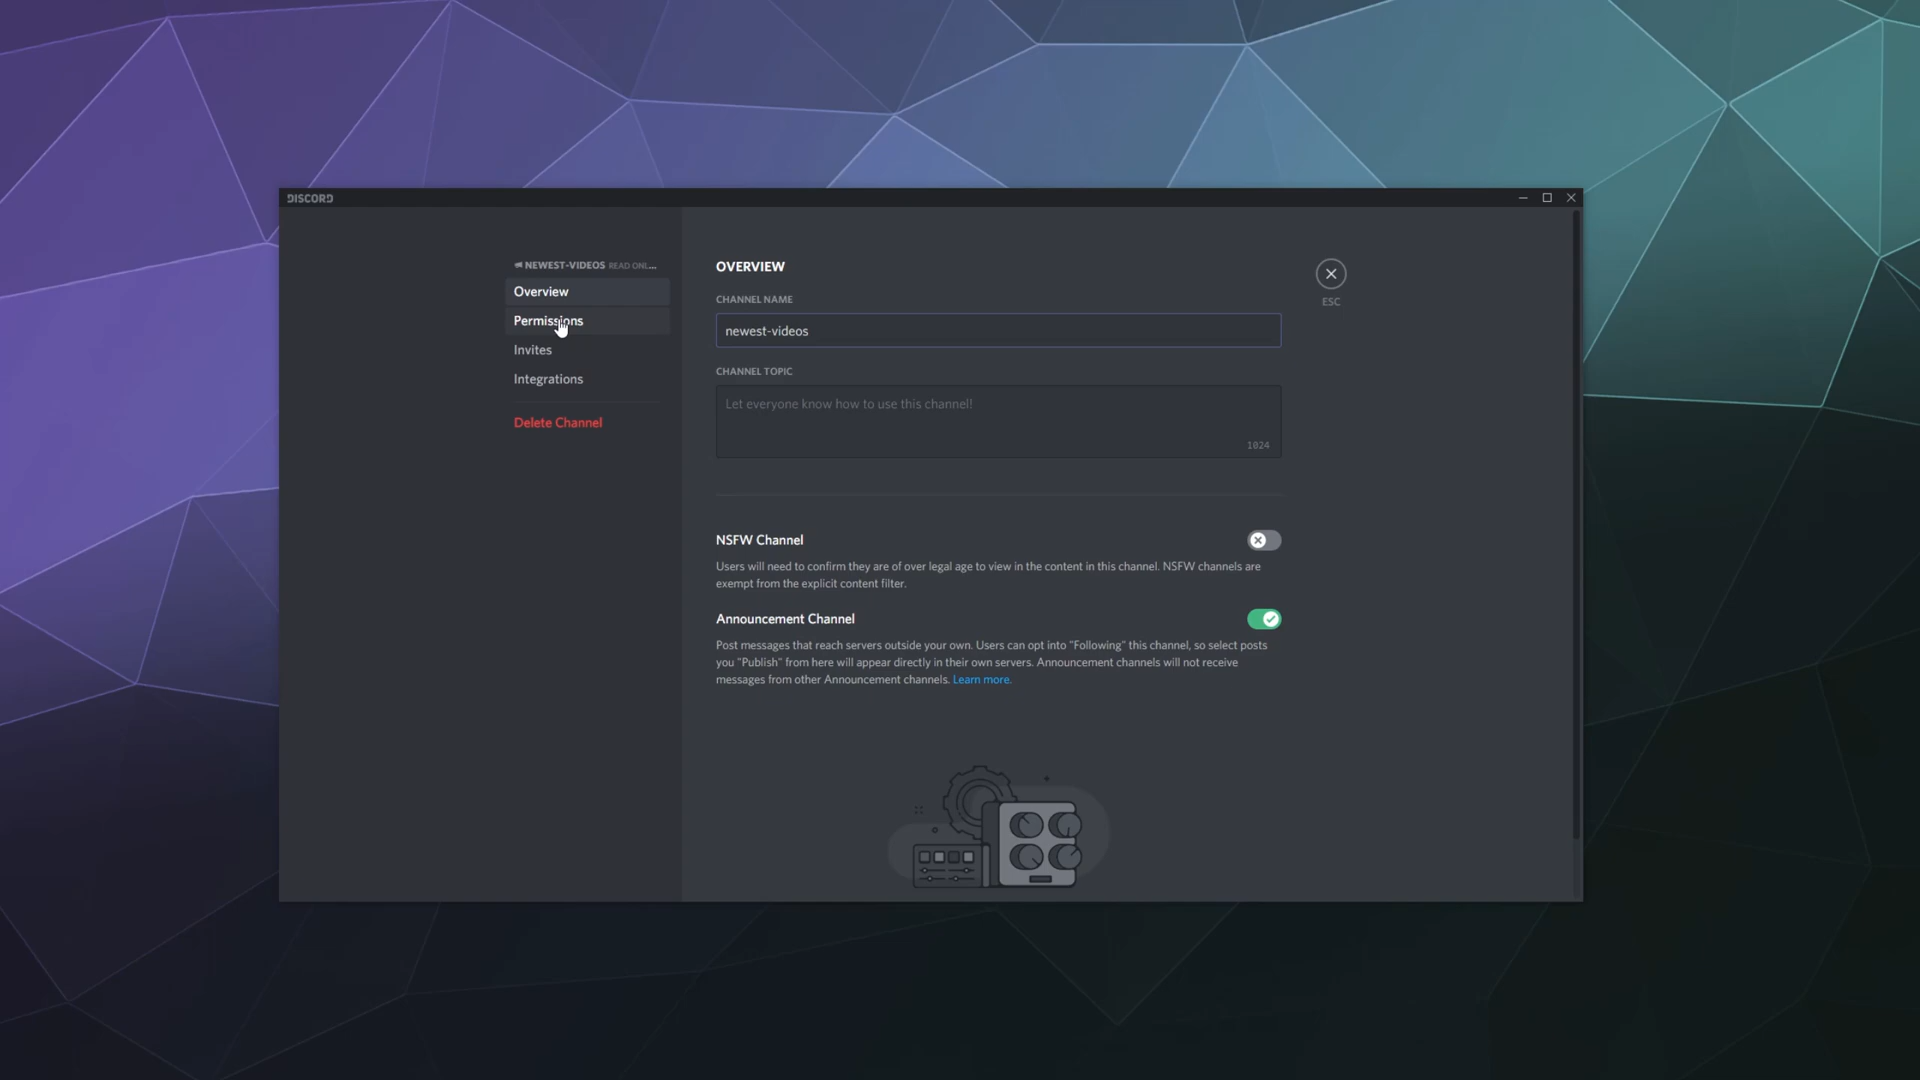 DISCORD
NEWEST-VIDEOS READ ONL...
Overview
Permissions
Invites
Integrations
Delete Channel
OVERVIEW
CHANNEL NAME
newest-videos
CHANNEL TOPIC
Let everyone know how to use this channel!
1024
NSFW Channel
Users will need to confirm they are of over legal age to view in the content in this channel. NSFW channels are
exempt from the explicit content filter.
Announcement Channel
Post messages that reach servers outside your own. Users can opt into "Following" this channel, so select posts
you "Publish" from here will appear directly in their own servers. Announcement channels will not receive
messages from other Announcement channels. Learn more.
ESC